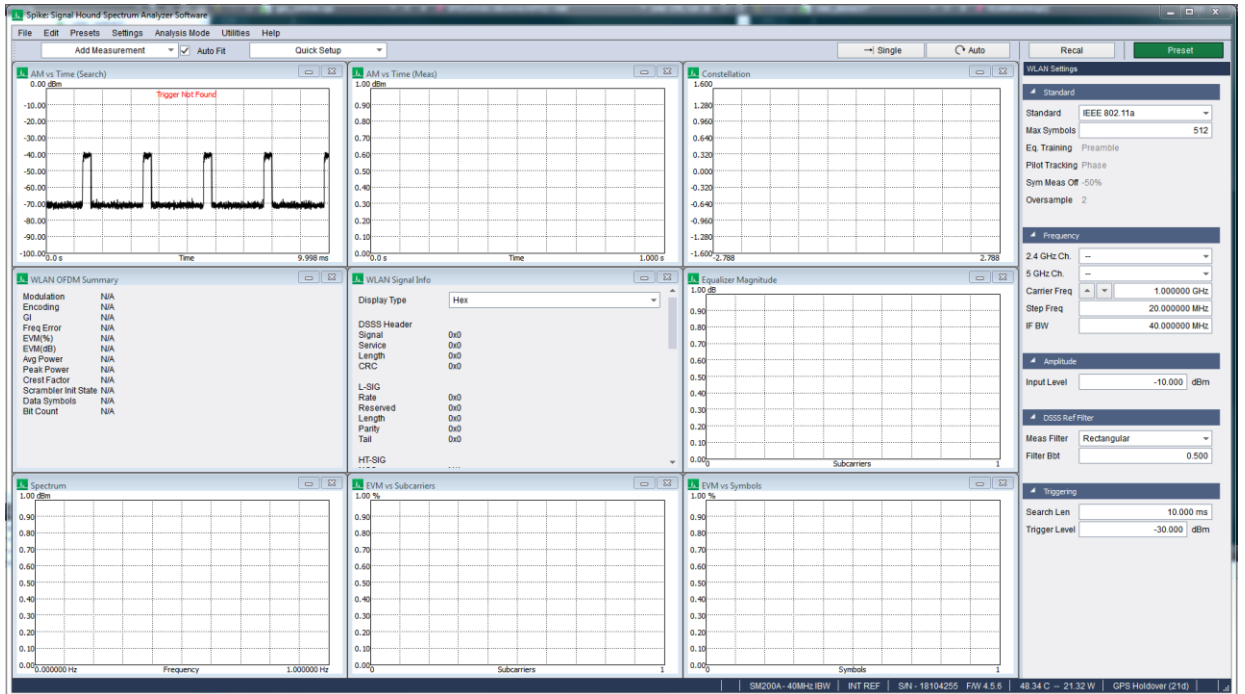 Spike: Signal Hound Spectrum Analyzer Software
File Edit Presets Settings Analysis Mode Utilities Help
Add Measurement Auto Fit Quick Setup Single Auto Recal Preset
AM vs Time (Search)
0.00 dBm
Trigger Not Found
-10.00
-20.00
-30.00
-40.00
-50.00
-60.00
-70.00
-80.00
-90.00
-100.00
0.0 s Time 9.998 ms
AM vs Time (Meas)
1.00 dBm
0.90
0.80
0.70
0.60
0.50
0.40
0.30
0.20
0.10
0.00
0.0 s Time 1.000 s
Constellation
1.600
1.280
0.960
0.640
0.320
0.000
-0.320
-0.640
-0.960
-1.280
-1.600
-2.788 2.788
WLAN OFDM Summary
Modulation N/A
Encoding N/A
GI N/A
Freq Error N/A
EVM(%) N/A
EVM(dB) N/A
Avg Power N/A
Peak Power N/A
Crest Factor N/A
Scrambler Init State N/A
Data Symbols N/A
Bit Count N/A
WLAN Signal Info
Display Type Hex
DSSS Header
Signal 0x0
Service 0x0
Length 0x0
CRC 0x0
L-SIG
Rate 0x0
Reserved 0x0
Length 0x0
Parity 0x0
Tail 0x0
HT-SIG
Equalizer Magnitude
1.00 dB
0.90
0.80
0.70
0.60
0.50
0.40
0.30
0.20
0.10
0.00
0 Subcarriers 1
Spectrum
1.00 dBm
0.90
0.80
0.70
0.60
0.50
0.40
0.30
0.20
0.10
0.00
0.000000 Hz Frequency 1.000000 Hz
EVM vs Subcarriers
1.00 %
0.90
0.80
0.70
0.60
0.50
0.40
0.30
0.20
0.10
0.00
0 Subcarriers 1
EVM vs Symbols
1.00 %
0.90
0.80
0.70
0.60
0.50
0.40
0.30
0.20
0.10
0.00
0 Symbols 1
WLAN Settings
Standard
Standard IEEE 802.11a
Max Symbols 512
Eq. Training Preamble
Pilot Tracking Phase
Sym Meas Off -50%
Oversample 2
Frequency
2.4 GHz Ch. --
5 GHz Ch. --
Carrier Freq 1.000000 GHz
Step Freq 20.000000 MHz
IF BW 40.000000 MHz
Amplitude
Input Level -10.000 dBm
DSSS Ref Filter
Meas Filter Rectangular
Filter Bbt 0.500
Triggering
Search Len 10.000 ms
Trigger Level -30.000 dBm
SM200A - 40MHz IBW INT REF S/N - 18104255 F/W 4.5.6 48.34 C -- 21.32 W GPS Holdover (21d)